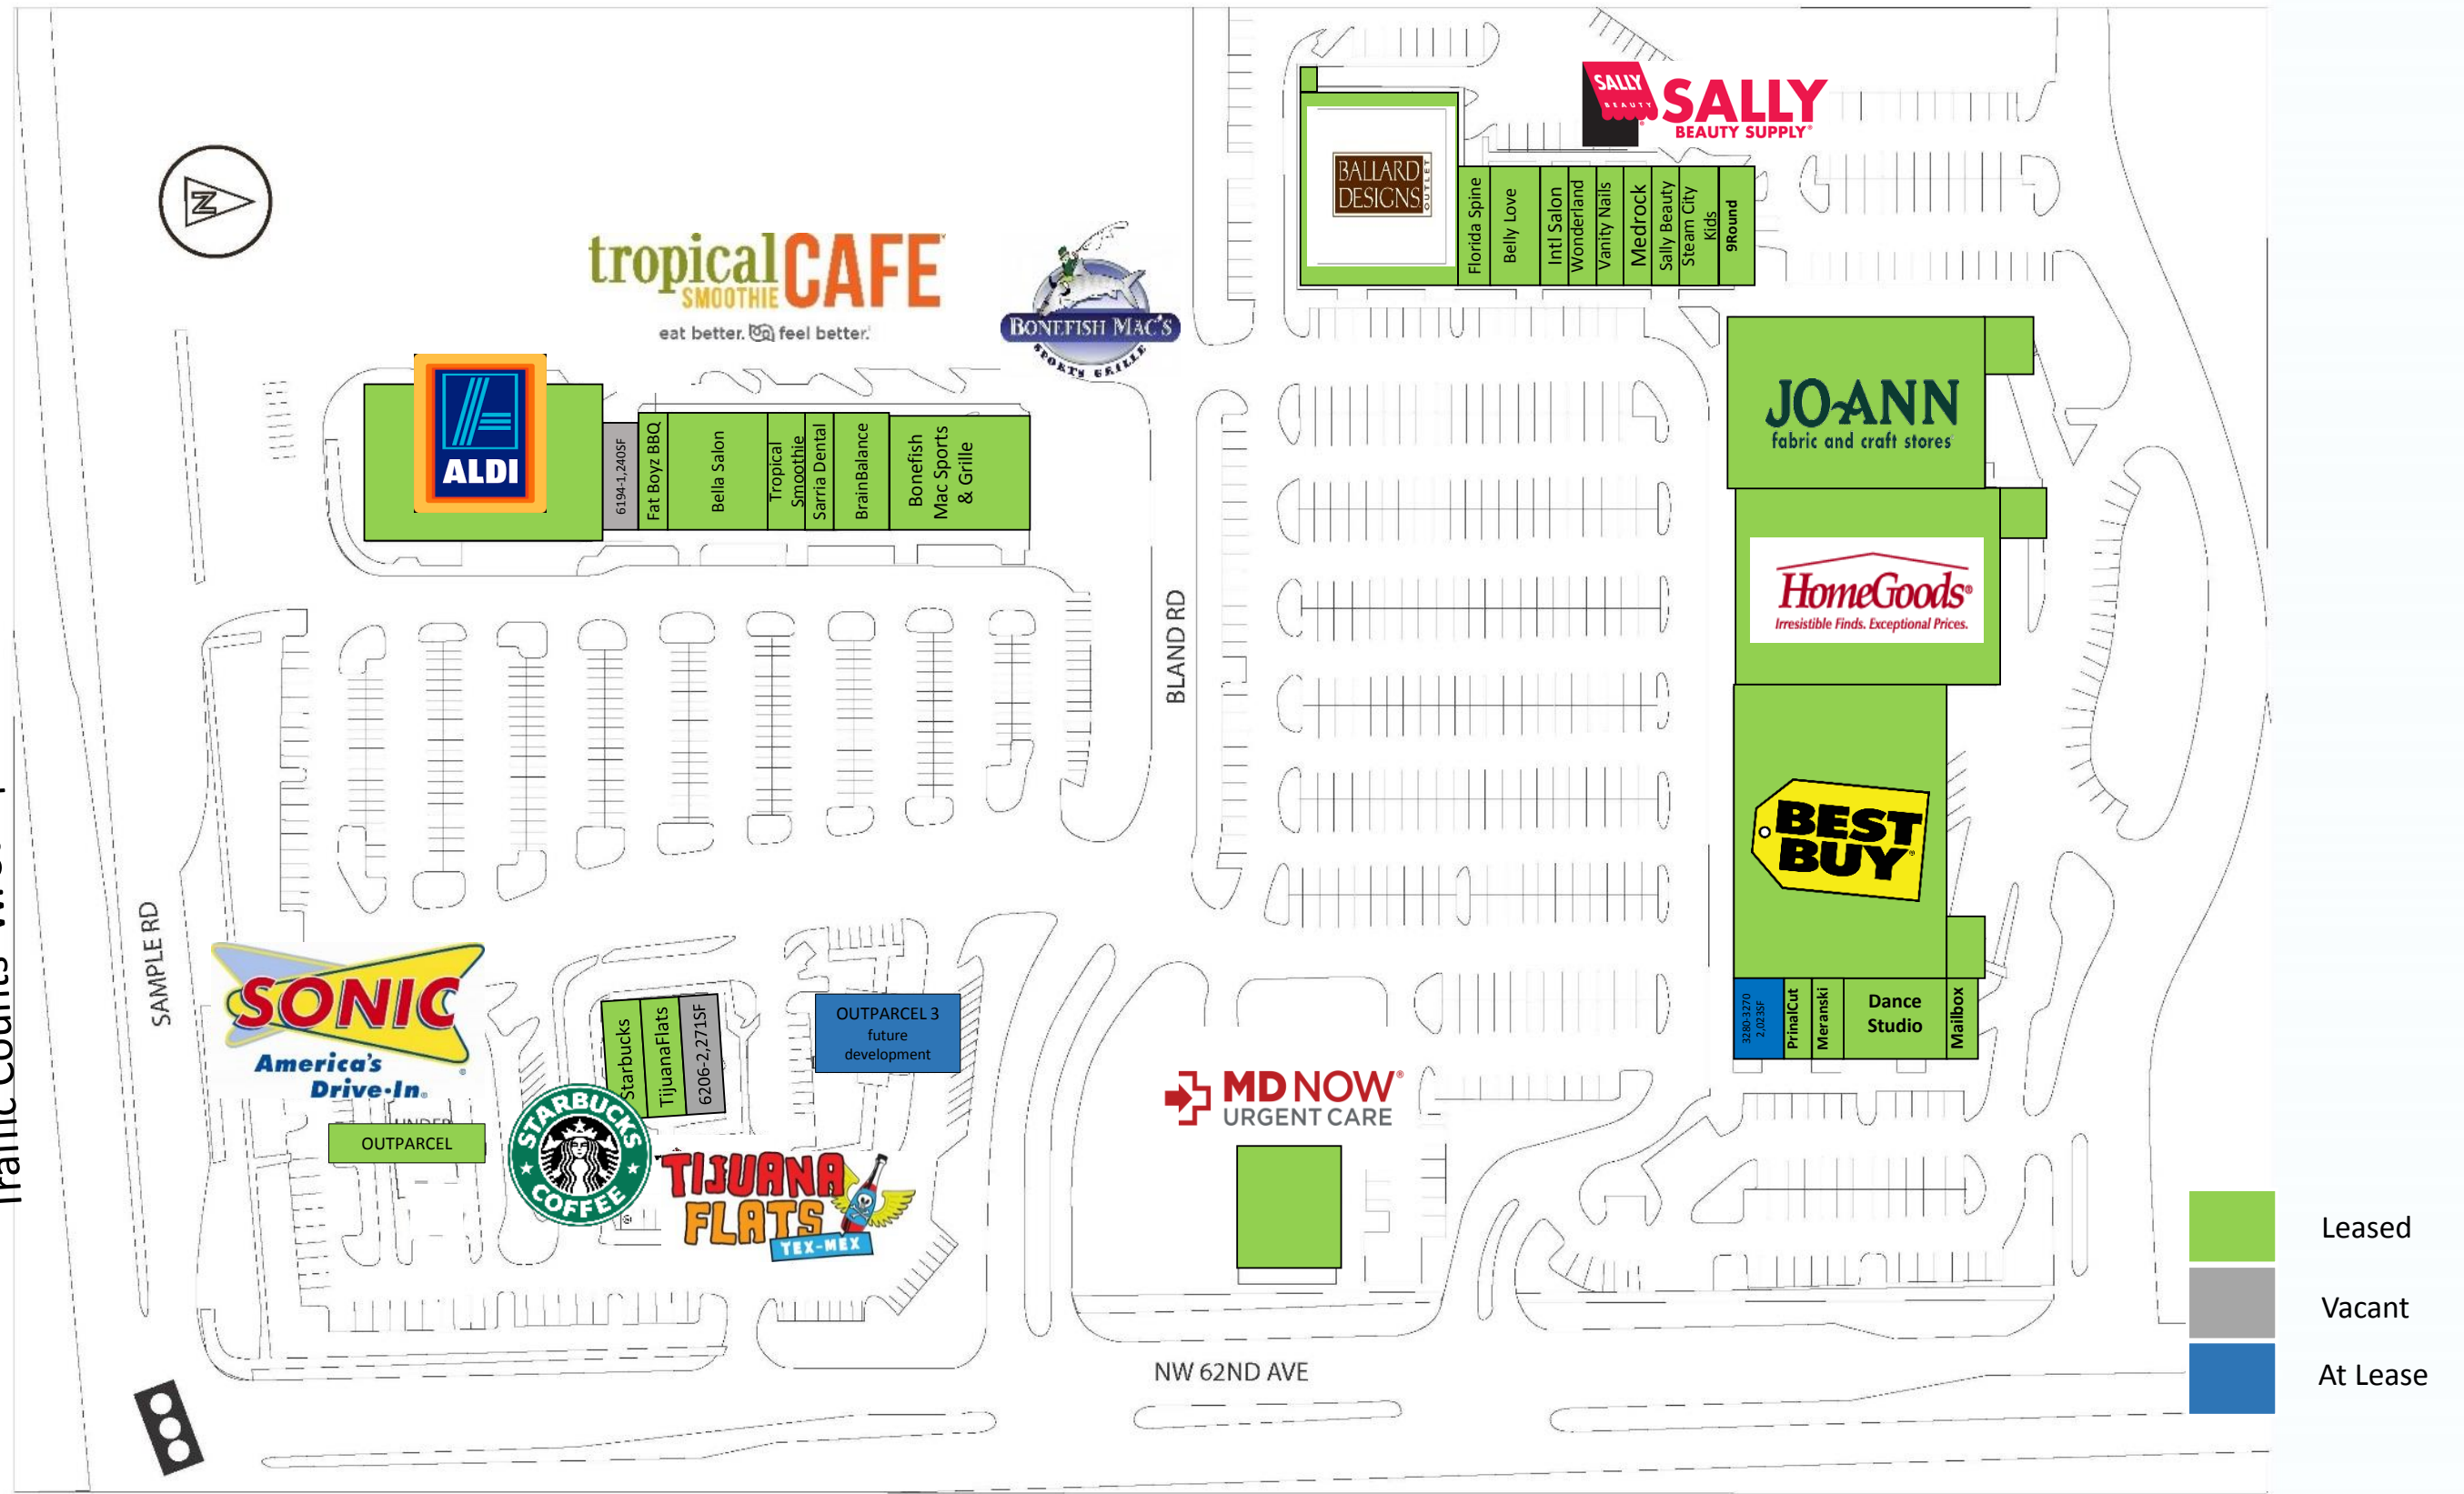 SALLY
BEAUTY
SALLY
BEAUTY SUPPLY
BALLARD
DESIGNS
OUTLET
Florida Spine
Belly Love
Intl Salon
Wonderland
Vanity Nails
Medrock
Sally Beauty
Steam City
Kids
9Round
N
tropical CAFE
SMOOTHIE
eat better. feel better.
BONEFISH MAC'S
SPORTS GRILLE
ALDI
6194-1,240SF
Fat Boyz BBQ
Bella Salon
Tropical
Smoothie
Sarria Dental
BrainBalance
Bonefish
Mac Sports
& Grille
JO-ANN
fabric and craft stores
HomeGoods®
Irresistible Finds. Exceptional Prices.
BLAND RD
BEST
BUY
SAMPLE RD
SONIC
America's
Drive-In®
OUTPARCEL
Starbucks
TijuanaFlats
6206-2,271SF
OUTPARCEL 3
future
development
STARBUCKS
COFFEE
TIJUANA
FLATS
TEX-MEX
MD NOW®
URGENT CARE
3280-3270
2,023SF
PrinalCut
Meranski
Dance
Studio
Mailbox
NW 62ND AVE
Leased
Vacant
At Lease